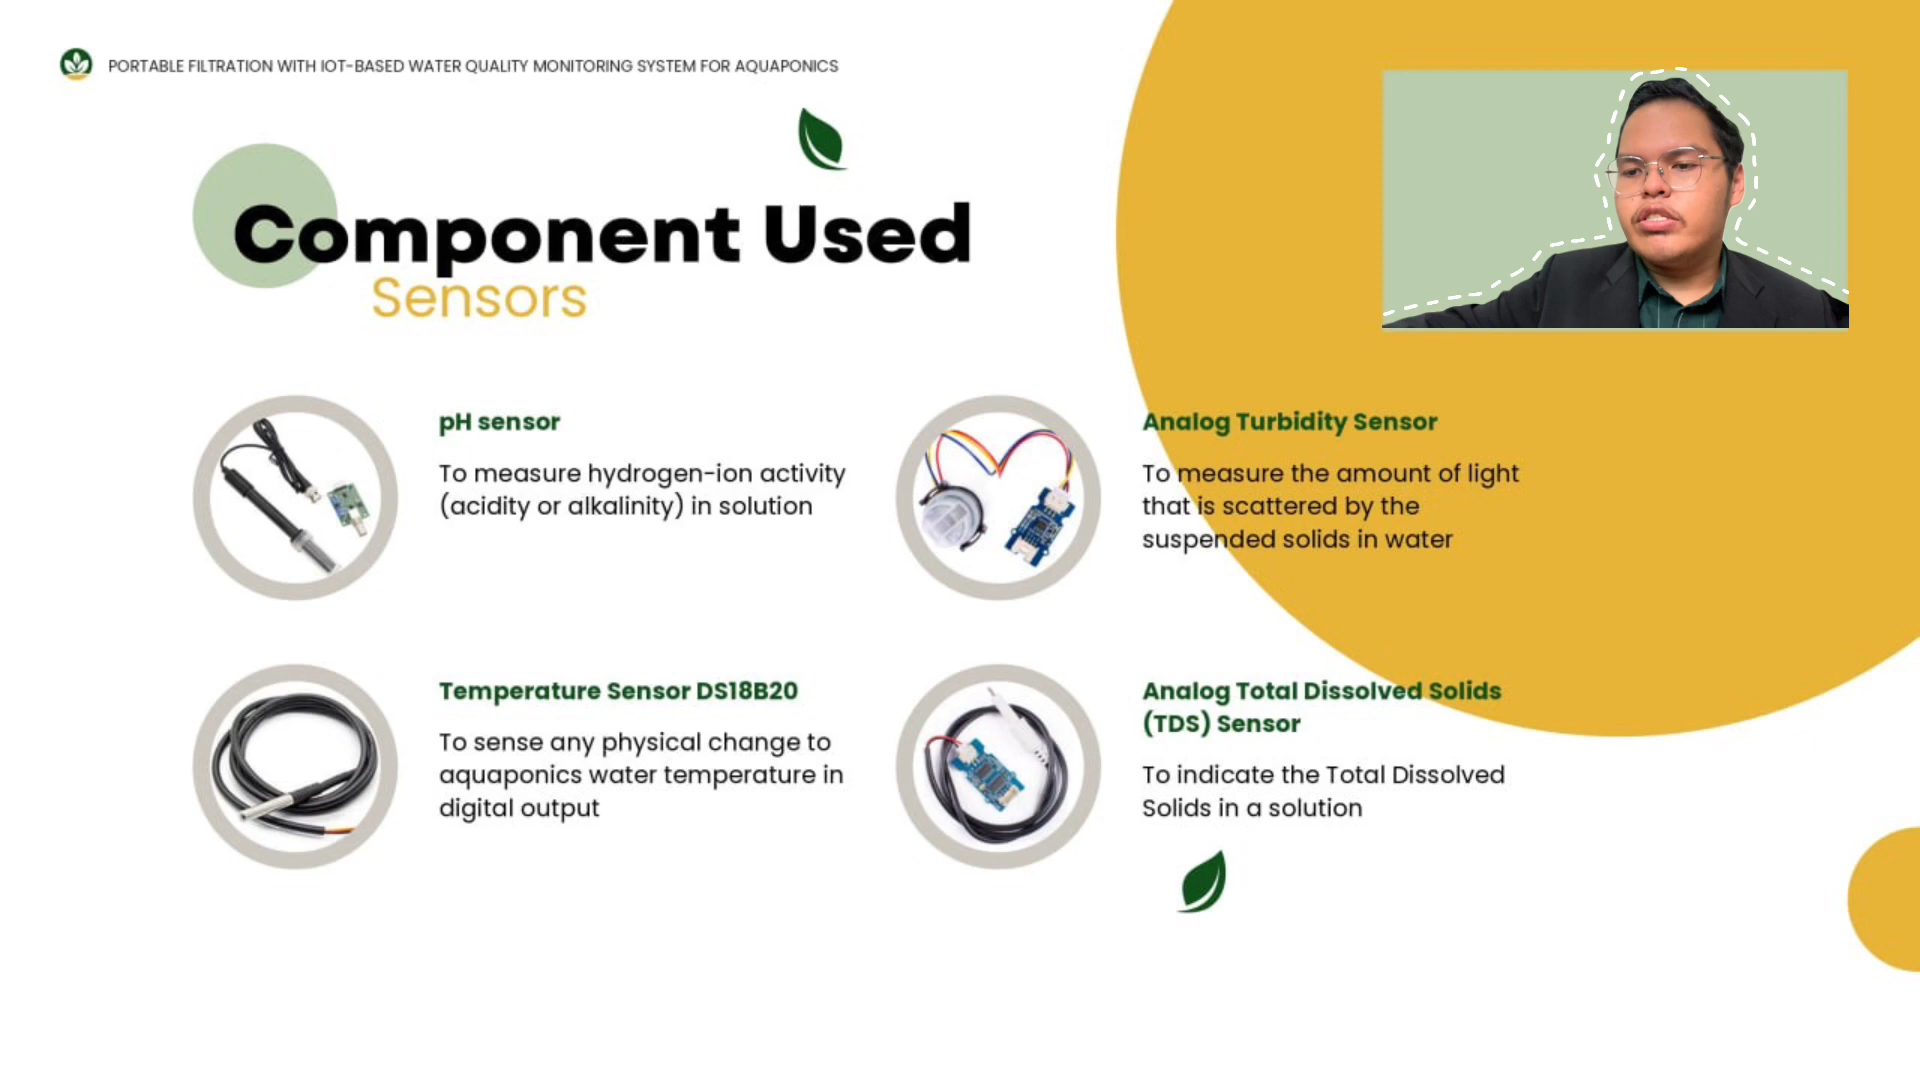 PORTABLE FILTRATION WITH IOT-BASED WATER QUALITY MONITORING SYSTEM FOR AQUAPONICS
Component Used
Sensors
pH sensor
To measure hydrogen-ion activity
(acidity or alkalinity) in solution
Analog Turbidity Sensor
To measure the amount of light
that is scattered by the
suspended solids in water
Temperature Sensor DS18B20
To sense any physical change to
aquaponics water temperature in
digital output
Analog Total Dissolved Solids
(TDS) Sensor
To indicate the Total Dissolved
Solids in a solution